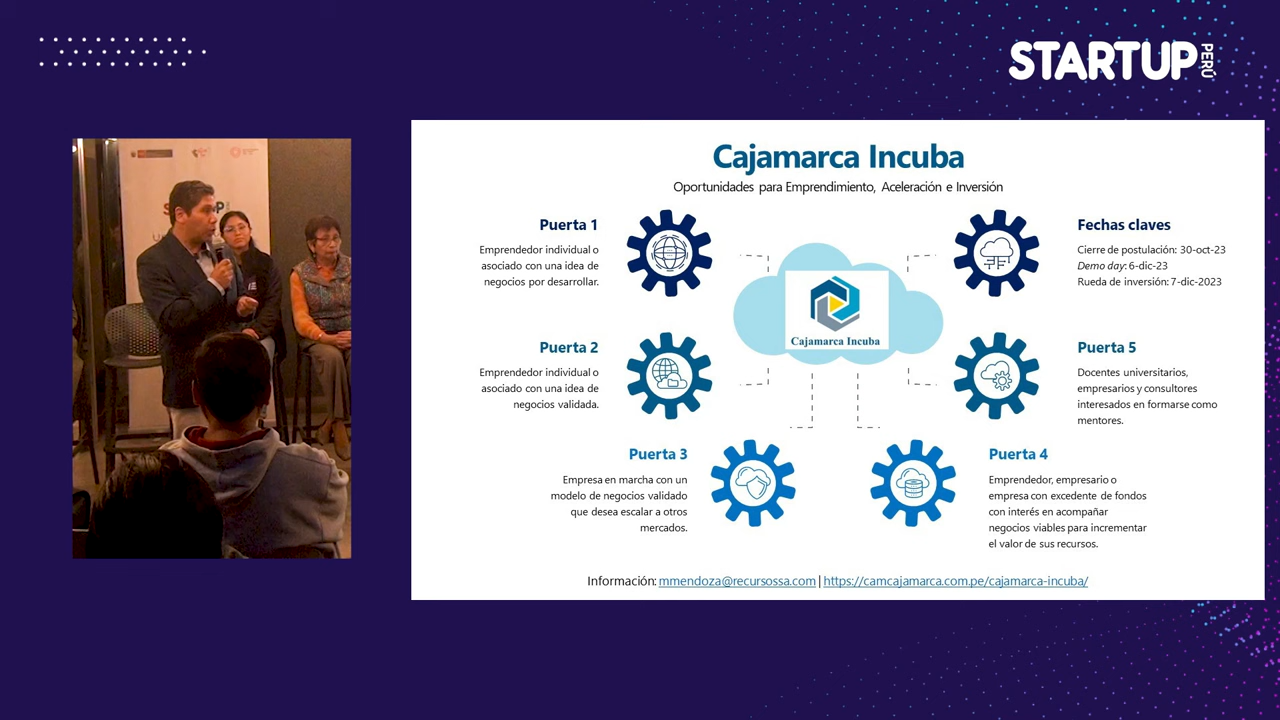 STARTUP PERÚ
Cajamarca Incuba
Oportunidades para Emprendimiento, Aceleración e Inversión
Puerta 1
Emprendedor individual o
asociado con una idea de
negocios por desarrollar.
Fechas claves
Cierre de postulación: 30-oct-23
Demo day: 6-dic-23
Rueda de inversión: 7-dic-2023
Cajamarca Incuba
Puerta 2
Emprendedor individual o
asociado con una idea de
negocios validada.
Puerta 5
Docentes universitarios,
empresarios y consultores
interesados en formarse como
mentores.
Puerta 3
Empresa en marcha con un
modelo de negocios validado
que desea escalar a otros
mercados.
Puerta 4
Emprendedor, empresario o
empresa con excedente de fondos
con interés en acompañar
negocios viables para incrementar
el valor de sus recursos.
Información: mmendoza@recursossa.com | https://camcajamarca.com.pe/cajamarca-incuba/